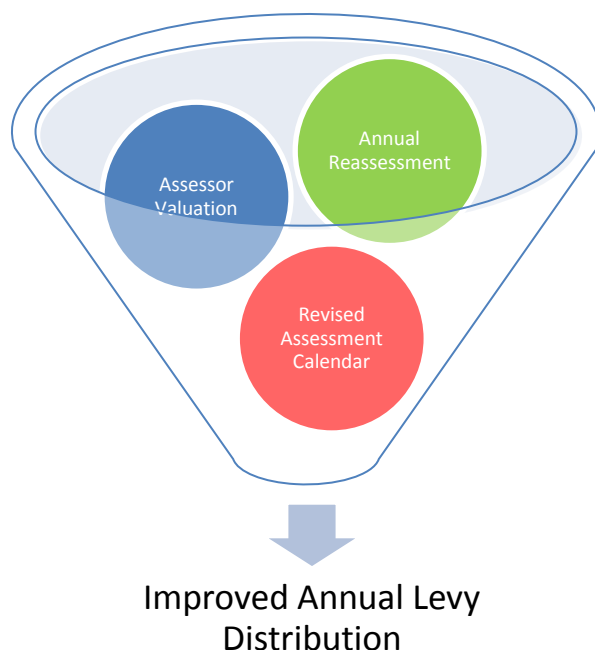 Annual
Reassessment
Assessor
Valuation
Revised
Assessment
Calendar
Improved Annual Levy
Distribution